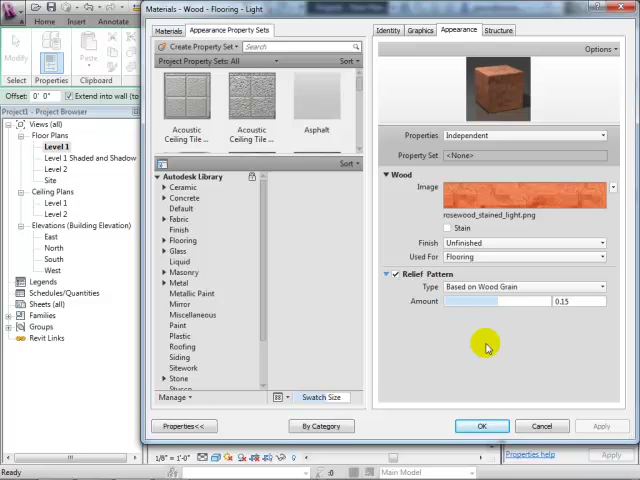 Materials - Wood - Flooring - Light
Architect
Insert
Annotate
Modify
Properties
Paste
Select
Properties
Clipboard
Offset: 0' 0"
Extend into wall (to
Project1 - Project Browser
Views (all)
Floor Plans
Level 1
Level 1 Shaded and Shadow
Level 2
Site
Ceiling Plans
Level 1
Level 2
Elevations (Building Elevation)
East
North
South
West
Legends
Schedules/Quantities
Sheets (all)
Families
Groups
Revit Links
Materials
Appearance Property Sets
Create Property Set
Search
Project Property Sets: All
Sort
Acoustic
Ceiling Tile ...
Acoustic
Ceiling Tile ...
Asphalt
Sort
Autodesk Library
Ceramic
Concrete
Default
Fabric
Finish
Flooring
Glass
Liquid
Masonry
Metal
Metallic Paint
Mirror
Miscellaneous
Paint
Plastic
Roofing
Siding
Sitework
Stone
Stucco
Manage
Swatch Size
Identity
Graphics
Appearance
Structure
Options
Properties
Independent
Property Set
<None>
Wood
Image
rosewood_stained_light.png
Stain
Finish
Unfinished
Used For
Flooring
Relief Pattern
Type
Based on Wood Grain
Amount
0.15
Properties<<
By Category
OK
Cancel
Apply
1/8" = 1'-0"
Properties help
Apply
Ready
:0
Main Model